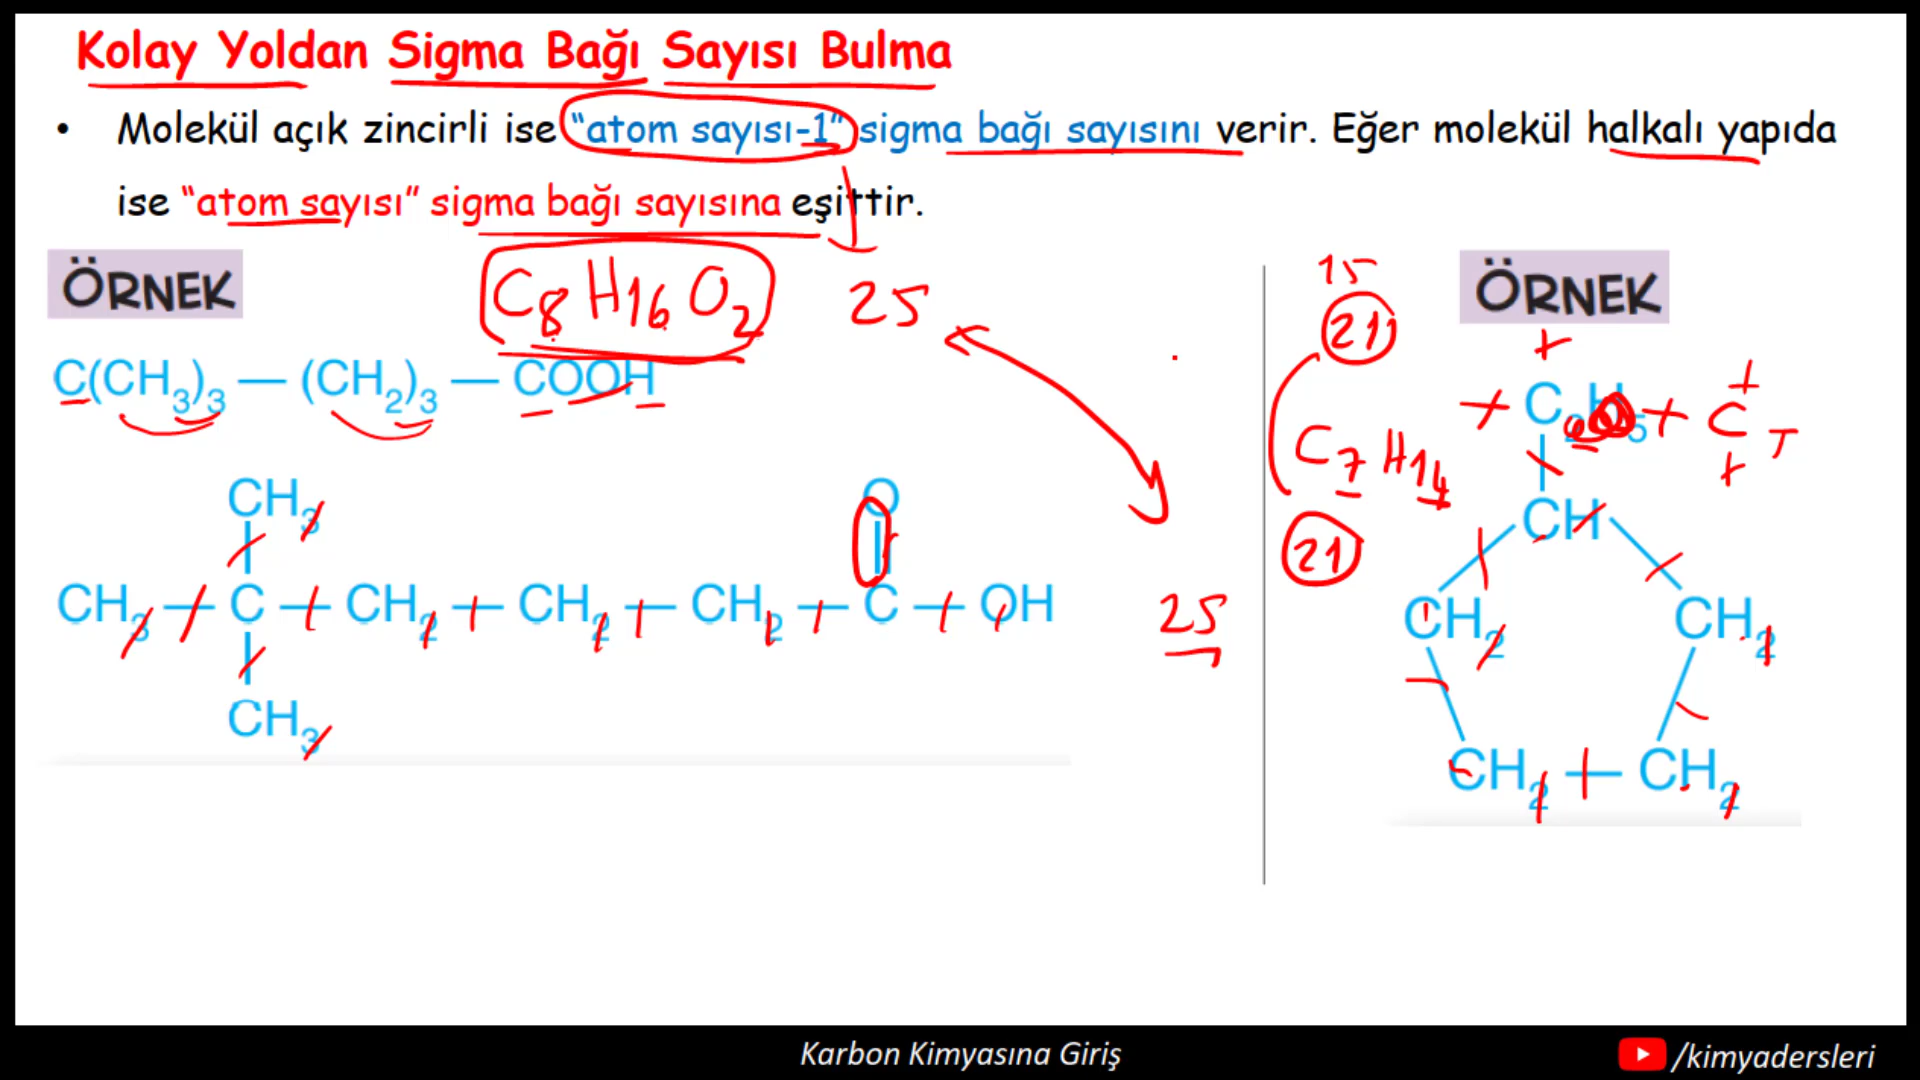 Kolay Yoldan Sigma Bağı Sayısı Bulma
• Molekül açık zincirli ise “atom sayısı-1” sigma bağı sayısını verir. Eğer molekül halkalı yapıda
ise “atom sayısı” sigma bağı sayısına eşittir.
ÖRNEK
C8H16O2
25
C(CH3)3 — (CH2)3 — COOH
CH3
O
CH3 — C — CH2 — CH2 — CH2 — C — OH
CH3
25
15
21
ÖRNEK
C2H5
C
C7H14
21
CH
CH2
CH2
CH2 — CH2
Karbon Kimyasına Giriş
/kimyadersleri